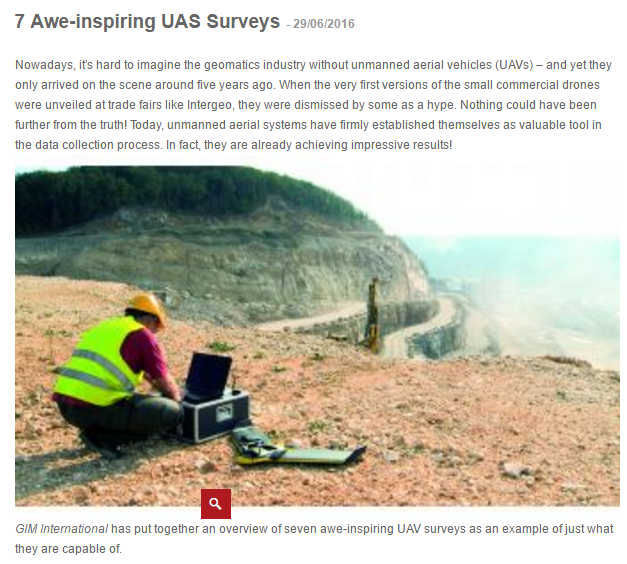 7 Awe-inspiring UAS Surveys - 29/06/2016
Nowadays, it's hard to imagine the geomatics industry without unmanned aerial vehicles (UAVs) – and yet they
only arrived on the scene around five years ago. When the very first versions of the small commercial drones
were unveiled at trade fairs like Intergeo, they were dismissed by some as a hype. Nothing could have been
further from the truth! Today, unmanned aerial systems have firmly established themselves as valuable tool in
the data collection process. In fact, they are already achieving impressive results!
GIM International has put together an overview of seven awe-inspiring UAV surveys as an example of just what
they are capable of.